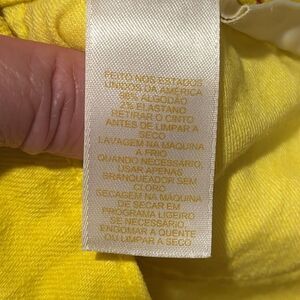 FEITO NOS ESTADOS
UNIDOS DA AMÉRICA
98% ALGODÃO
2% ELASTANO
RETIRAR O CINTO
ANTES DE LIMPAR A
SECO
LAVAGEM NA MAQUINA
A FRIO
QUANDO NECESSÁRIO,
USAR APENAS
BRANQUEADOR SEM
CLORO
SECAGEM NA MAQUINA
DE SECAR EM
PROGRAMA LIGEIRO
SE NECESSÁRIO,
ENGOMAR A QUENTE
OU LIMPAR A SECO